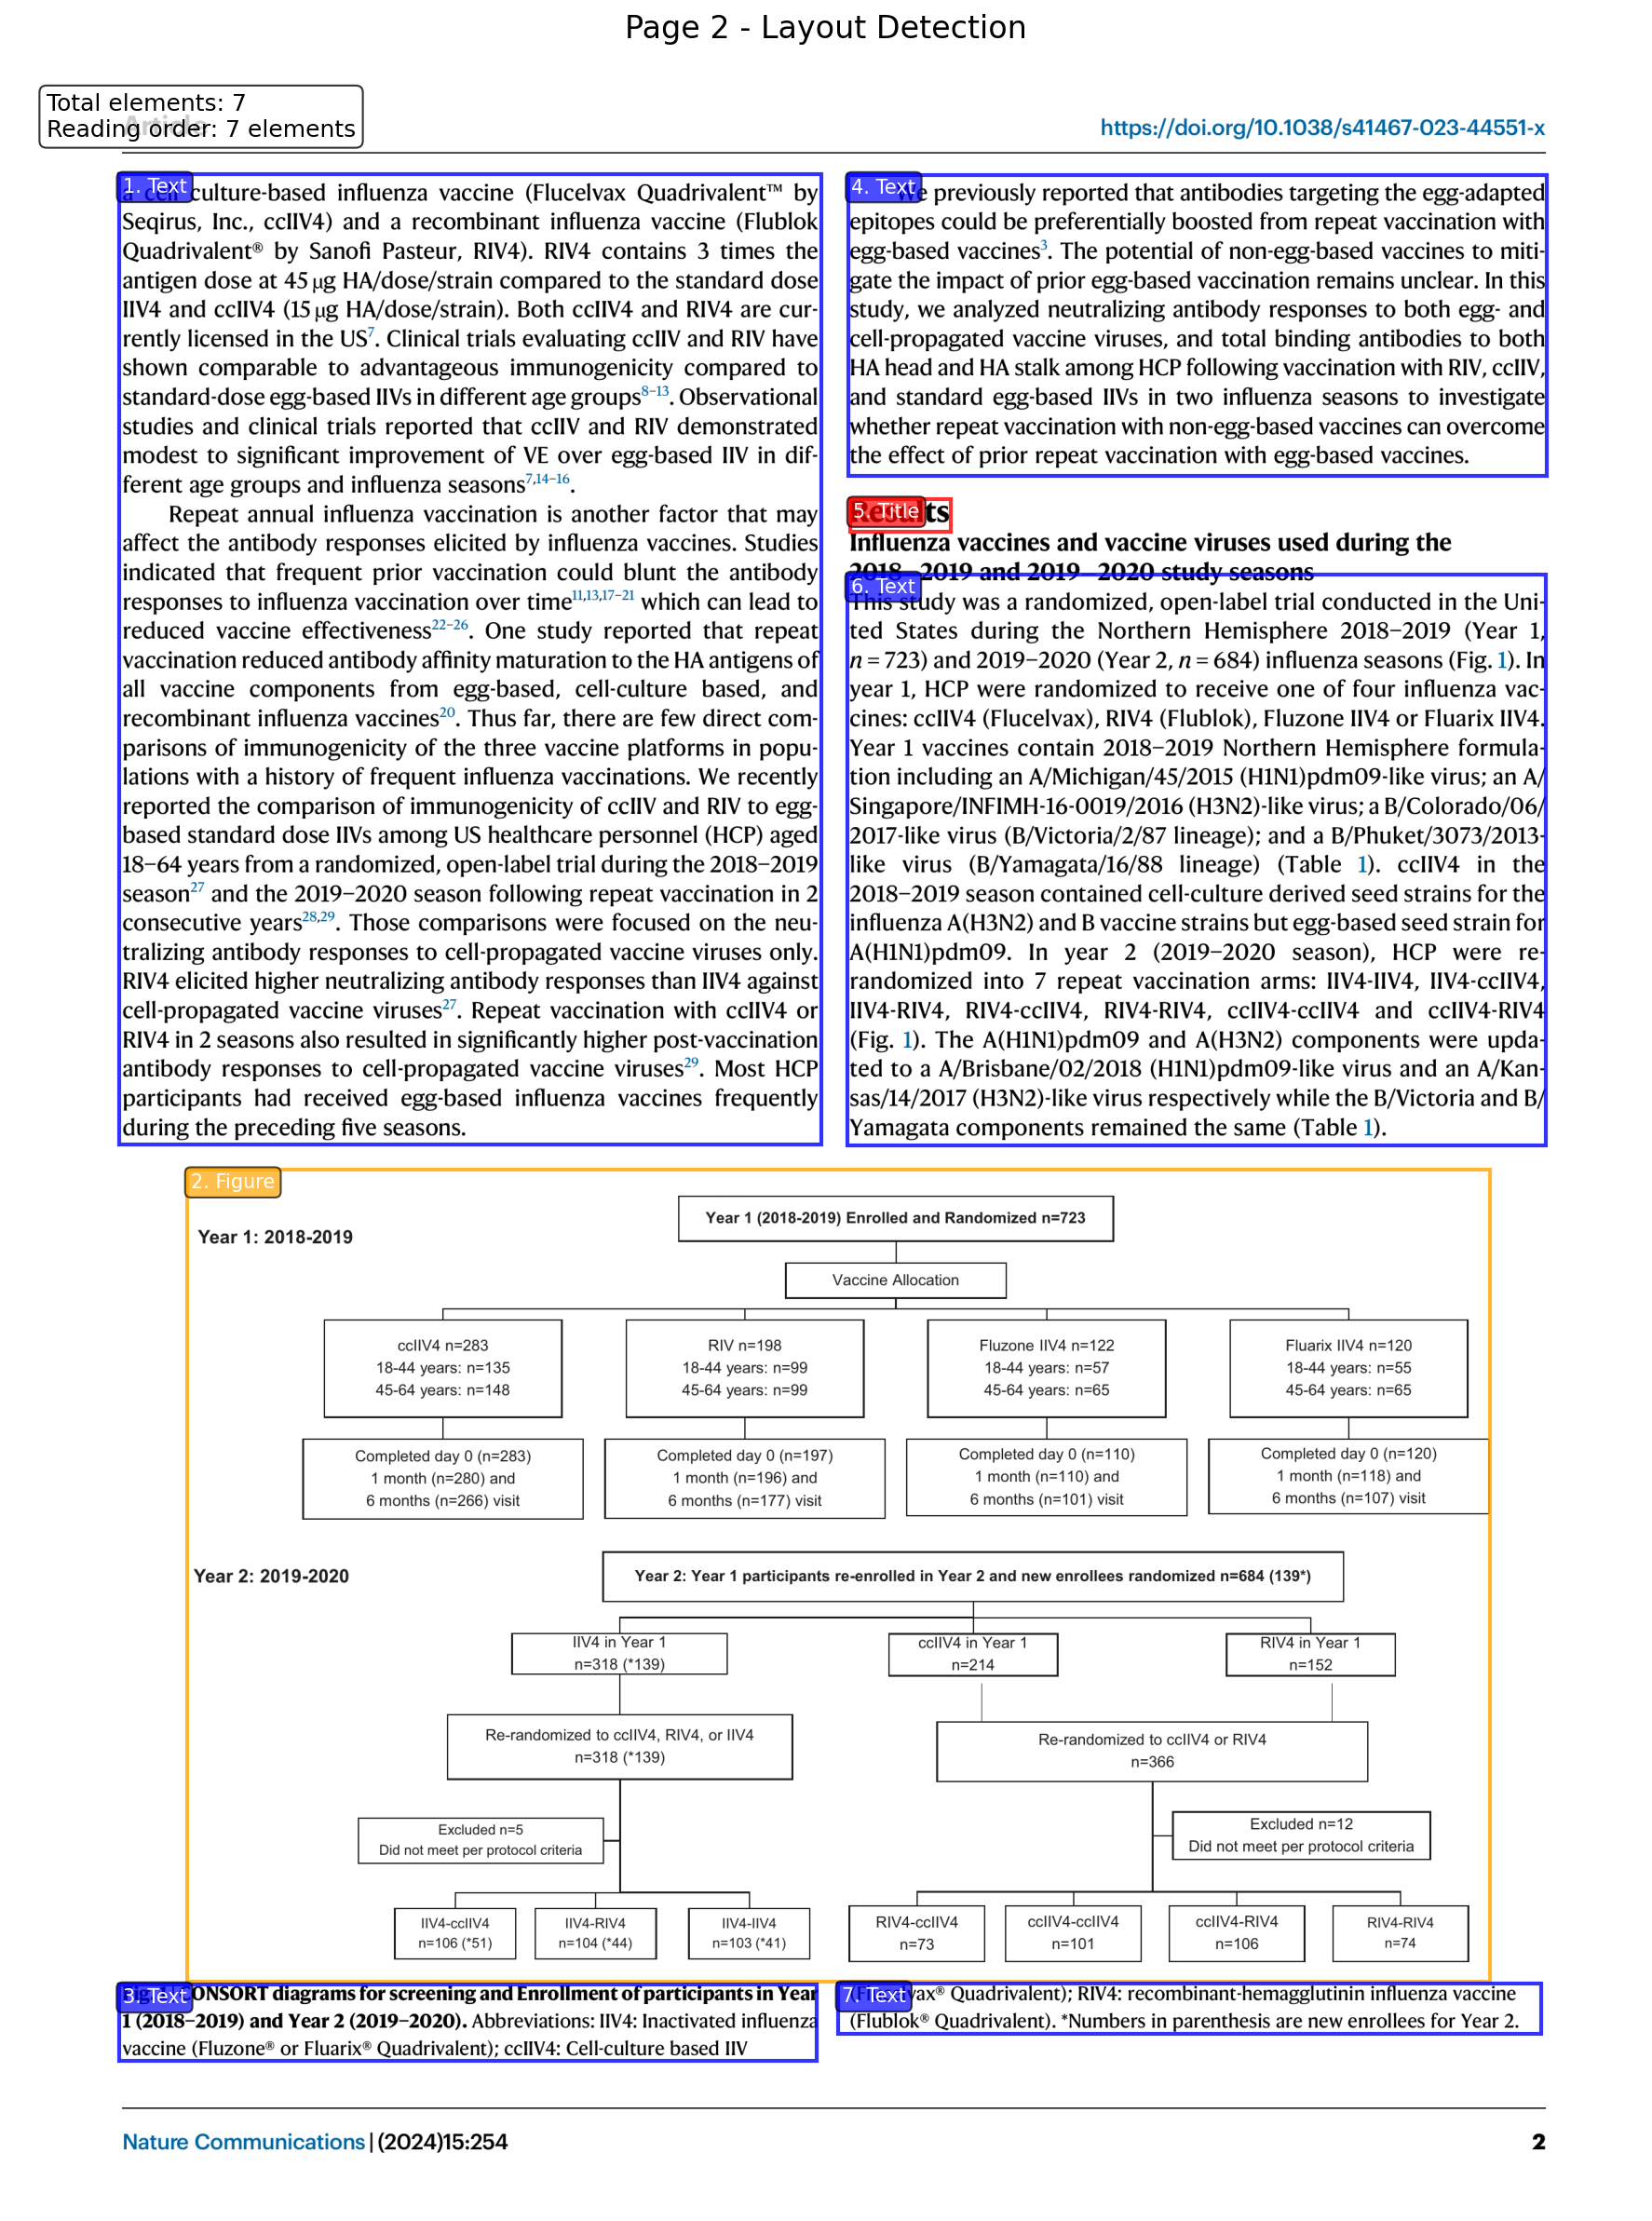 Page 2 - Layout Detection
Total elements: 7
Reading order: 7 elements
Article
https://doi.org/10.1038/s41467-023-44551-x
1. Text
a cell culture-based influenza vaccine (Flucelvax Quadrivalent™ by
Seqirus, Inc., ccIIV4) and a recombinant influenza vaccine (Flublok
Quadrivalent® by Sanofi Pasteur, RIV4). RIV4 contains 3 times the
antigen dose at 45 μg HA/dose/strain compared to the standard dose
IIV4 and ccIIV4 (15 μg HA/dose/strain). Both ccIIV4 and RIV4 are cur-
rently licensed in the US7. Clinical trials evaluating ccIIV and RIV have
shown comparable to advantageous immunogenicity compared to
standard-dose egg-based IIVs in different age groups8–13. Observational
studies and clinical trials reported that ccIIV and RIV demonstrated
modest to significant improvement of VE over egg-based IIV in dif-
ferent age groups and influenza seasons7,14–16.
Repeat annual influenza vaccination is another factor that may
affect the antibody responses elicited by influenza vaccines. Studies
indicated that frequent prior vaccination could blunt the antibody
responses to influenza vaccination over time11,13,17–21 which can lead to
reduced vaccine effectiveness22–26. One study reported that repeat
vaccination reduced antibody affinity maturation to the HA antigens of
all vaccine components from egg-based, cell-culture based, and
recombinant influenza vaccines20. Thus far, there are few direct com-
parisons of immunogenicity of the three vaccine platforms in popu-
lations with a history of frequent influenza vaccinations. We recently
reported the comparison of immunogenicity of ccIIV and RIV to egg-
based standard dose IIVs among US healthcare personnel (HCP) aged
18–64 years from a randomized, open-label trial during the 2018–2019
season27 and the 2019–2020 season following repeat vaccination in 2
consecutive years28,29. Those comparisons were focused on the neu-
tralizing antibody responses to cell-propagated vaccine viruses only.
RIV4 elicited higher neutralizing antibody responses than IIV4 against
cell-propagated vaccine viruses27. Repeat vaccination with ccIIV4 or
RIV4 in 2 seasons also resulted in significantly higher post-vaccination
antibody responses to cell-propagated vaccine viruses29. Most HCP
participants had received egg-based influenza vaccines frequently
during the preceding five seasons.
4. Text
We previously reported that antibodies targeting the egg-adapted
epitopes could be preferentially boosted from repeat vaccination with
egg-based vaccines3. The potential of non-egg-based vaccines to miti-
gate the impact of prior egg-based vaccination remains unclear. In this
study, we analyzed neutralizing antibody responses to both egg- and
cell-propagated vaccine viruses, and total binding antibodies to both
HA head and HA stalk among HCP following vaccination with RIV, ccIIV,
and standard egg-based IIVs in two influenza seasons to investigate
whether repeat vaccination with non-egg-based vaccines can overcome
the effect of prior repeat vaccination with egg-based vaccines.
5. Title
Results
Influenza vaccines and vaccine viruses used during the
2018–2019 and 2019–2020 study seasons
6. Text
This study was a randomized, open-label trial conducted in the Uni-
ted States during the Northern Hemisphere 2018–2019 (Year 1,
n = 723) and 2019–2020 (Year 2, n = 684) influenza seasons (Fig. 1). In
year 1, HCP were randomized to receive one of four influenza vac-
cines: ccIIV4 (Flucelvax), RIV4 (Flublok), Fluzone IIV4 or Fluarix IIV4.
Year 1 vaccines contain 2018–2019 Northern Hemisphere formula-
tion including an A/Michigan/45/2015 (H1N1)pdm09-like virus; an A/
Singapore/INFIMH-16-0019/2016 (H3N2)-like virus; a B/Colorado/06/
2017-like virus (B/Victoria/2/87 lineage); and a B/Phuket/3073/2013-
like virus (B/Yamagata/16/88 lineage) (Table 1). ccIIV4 in the
2018–2019 season contained cell-culture derived seed strains for the
influenza A(H3N2) and B vaccine strains but egg-based seed strain for
A(H1N1)pdm09. In year 2 (2019–2020 season), HCP were re-
randomized into 7 repeat vaccination arms: IIV4-IIV4, IIV4-ccIIV4,
IIV4-RIV4, RIV4-ccIIV4, RIV4-RIV4, ccIIV4-ccIIV4 and ccIIV4-RIV4
(Fig. 1). The A(H1N1)pdm09 and A(H3N2) components were upda-
ted to a A/Brisbane/02/2018 (H1N1)pdm09-like virus and an A/Kan-
sas/14/2017 (H3N2)-like virus respectively while the B/Victoria and B/
Yamagata components remained the same (Table 1).
2. Figure
Year 1: 2018-2019
Year 1 (2018-2019) Enrolled and Randomized n=723
Vaccine Allocation
ccIIV4 n=283
18-44 years: n=135
45-64 years: n=148
RIV n=198
18-44 years: n=99
45-64 years: n=99
Fluzone IIV4 n=122
18-44 years: n=57
45-64 years: n=65
Fluarix IIV4 n=120
18-44 years: n=55
45-64 years: n=65
Completed day 0 (n=283)
1 month (n=280) and
6 months (n=266) visit
Completed day 0 (n=197)
1 month (n=196) and
6 months (n=177) visit
Completed day 0 (n=110)
1 month (n=110) and
6 months (n=101) visit
Completed day 0 (n=120)
1 month (n=118) and
6 months (n=107) visit
Year 2: 2019-2020
Year 2: Year 1 participants re-enrolled in Year 2 and new enrollees randomized n=684 (139*)
IIV4 in Year 1
n=318 (*139)
ccIIV4 in Year 1
n=214
RIV4 in Year 1
n=152
Re-randomized to ccIIV4, RIV4, or IIV4
n=318 (*139)
Re-randomized to ccIIV4 or RIV4
n=366
Excluded n=5
Did not meet per protocol criteria
Excluded n=12
Did not meet per protocol criteria
IIV4-ccIIV4
n=106 (*51)
IIV4-RIV4
n=104 (*44)
IIV4-IIV4
n=103 (*41)
RIV4-ccIIV4
n=73
ccIIV4-ccIIV4
n=101
ccIIV4-RIV4
n=106
RIV4-RIV4
n=74
3. Text
CONSORT diagrams for screening and Enrollment of participants in Year
1 (2018–2019) and Year 2 (2019–2020). Abbreviations: IIV4: Inactivated influenza
vaccine (Fluzone® or Fluarix® Quadrivalent); ccIIV4: Cell-culture based IIV
7. Text
(Flucelvax® Quadrivalent); RIV4: recombinant-hemagglutinin influenza vaccine
(Flublok® Quadrivalent). *Numbers in parenthesis are new enrollees for Year 2.
Nature Communications | (2024)15:254
2